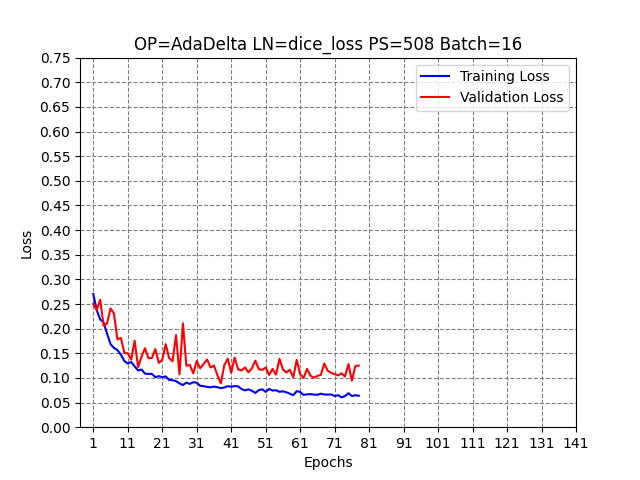 OP=AdaDelta LN=dice_loss PS=508 Batch=16
Training Loss
Validation Loss
Loss
0.75
0.70
0.65
0.60
0.55
0.50
0.45
0.40
0.35
0.30
0.25
0.20
0.15
0.10
0.05
0.00
1 11 21 31 41 51 61 71 81 91 101 111 121 131 141
Epochs